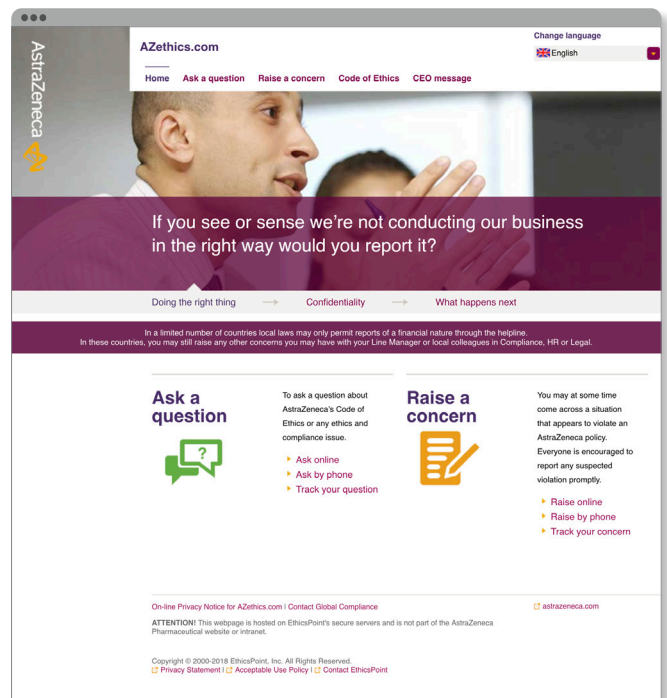 AstraZeneca
AZethics.com
Change language
English
Home Ask a question Raise a concern Code of Ethics CEO message
If you see or sense we're not conducting our business
in the right way would you report it?
Doing the right thing → Confidentiality → What happens next
In a limited number of countries local laws may only permit reports of a financial nature through the helpline.
In these countries, you may still raise any other concerns you may have with your Line Manager or local colleagues in Compliance, HR or Legal.
Ask a
question
?
To ask a question about
AstraZeneca's Code of
Ethics or any ethics and
compliance issue.
Ask online
Ask by phone
Track your question
Raise a
concern
You may at some time
come across a situation
that appears to violate an
AstraZeneca policy.
Everyone is encouraged to
report any suspected
violation promptly.
Raise online
Raise by phone
Track your concern
On-line Privacy Notice for AZethics.com | Contact Global Compliance
astrazeneca.com
ATTENTION! This webpage is hosted on EthicsPoint's secure servers and is not part of the AstraZeneca
Pharmaceutical website or intranet.
Copyright © 2000-2018 EthicsPoint, Inc. All Rights Reserved.
Privacy Statement | Acceptable Use Policy | Contact EthicsPoint